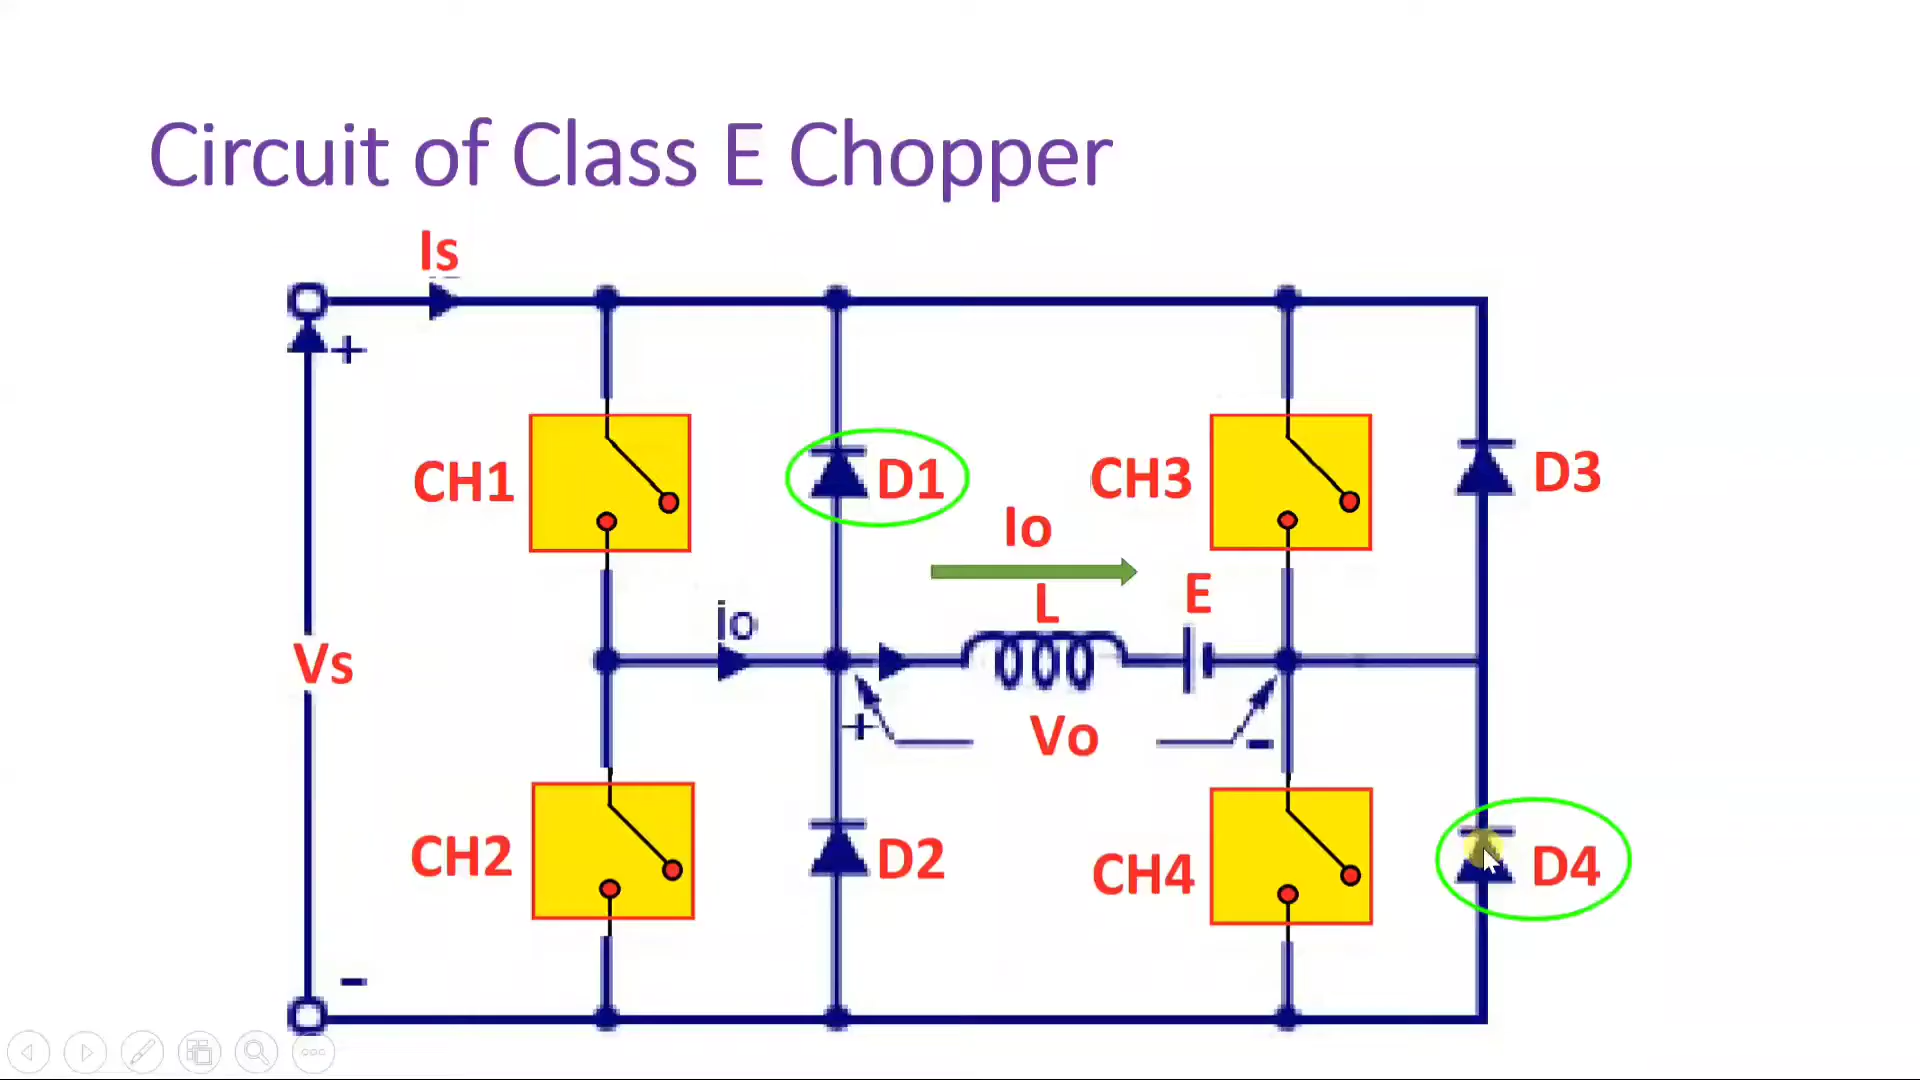 Circuit of Class E Chopper
Is
+
CH1
D1
CH3
D3
Io
L
E
io
Vs
+
Vo
-
CH2
D2
CH4
D4
-